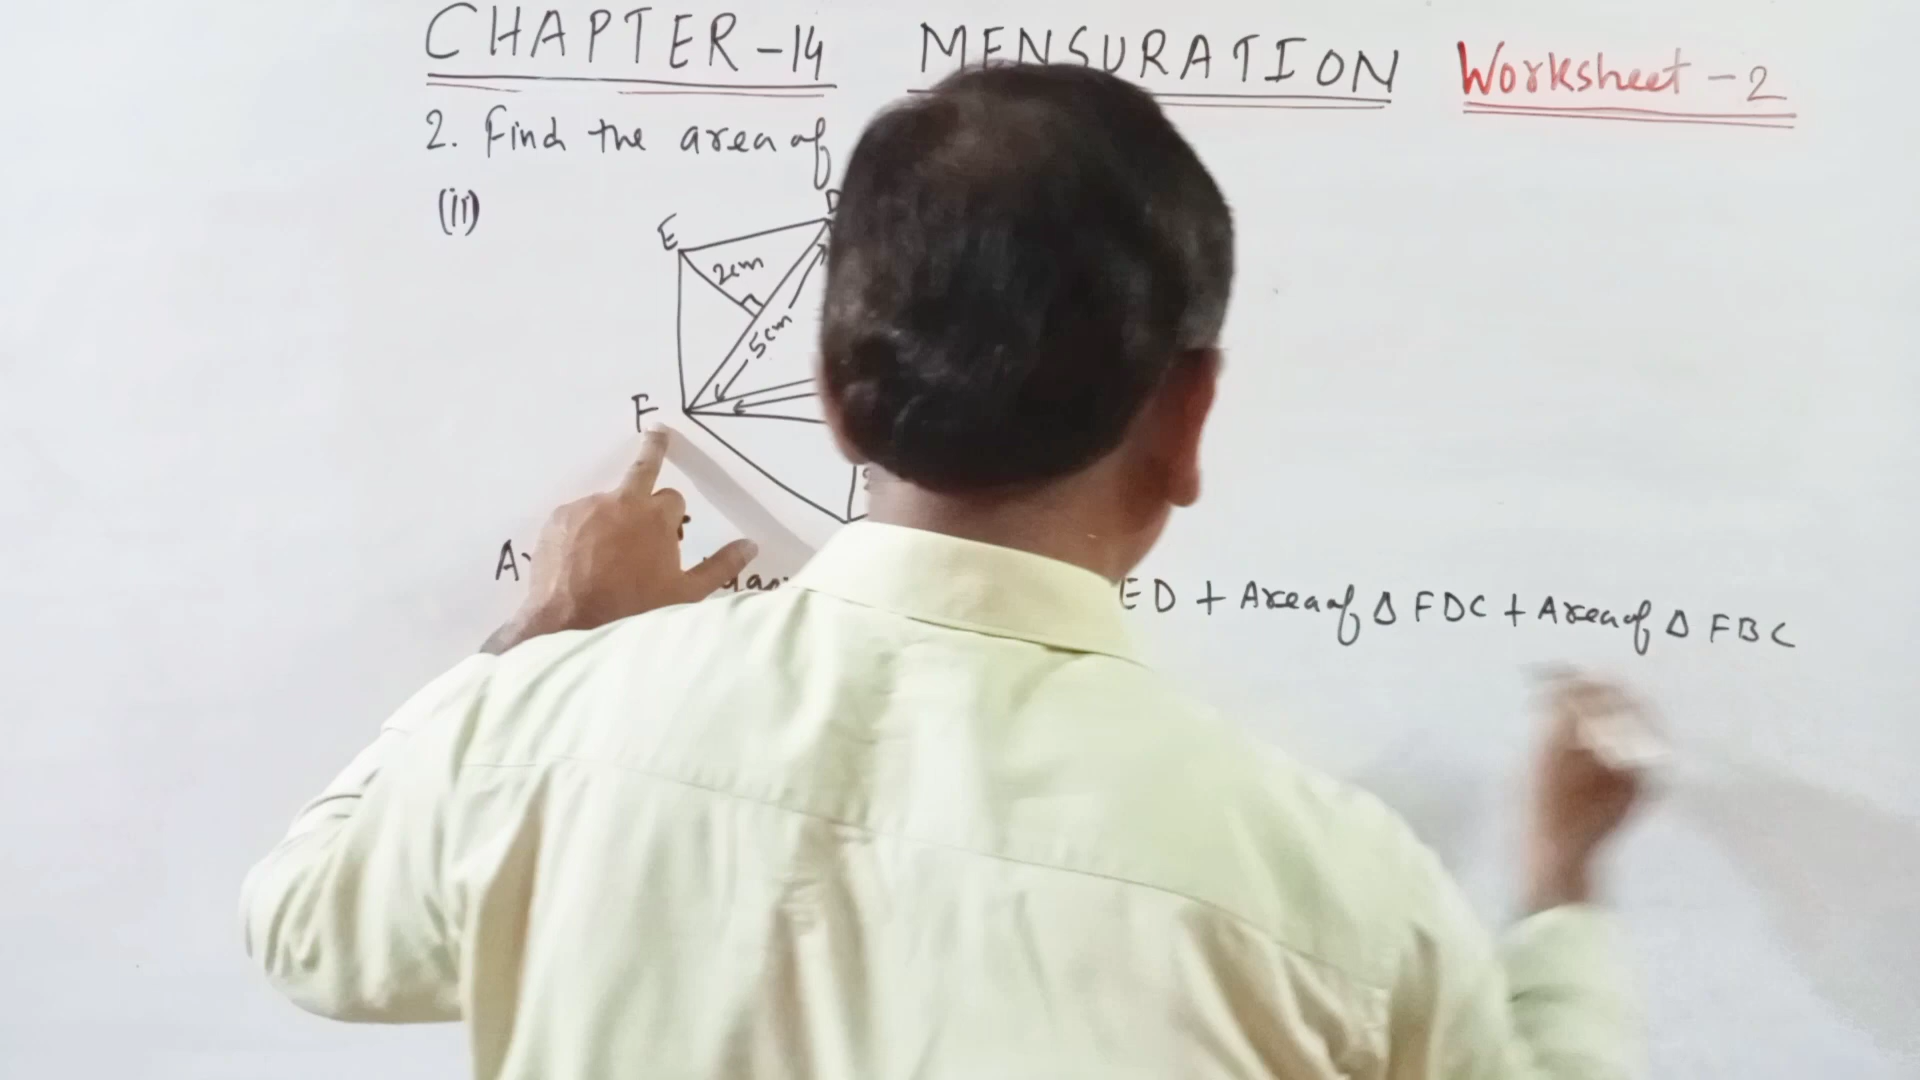 CHAPTER-14 MENSURATION Worksheet-2
2. Find the area of
(ii)
E
2cm
5cm
F
ED + Area of Δ FDC + Area of Δ FBC